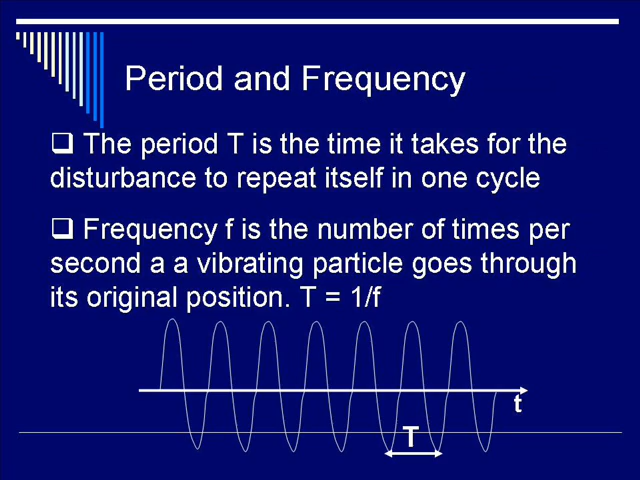 Period and Frequency
❑ The period T is the time it takes for the
disturbance to repeat itself in one cycle
❑ Frequency f is the number of times per
second a a vibrating particle goes through
its original position. T = 1/f
t
T